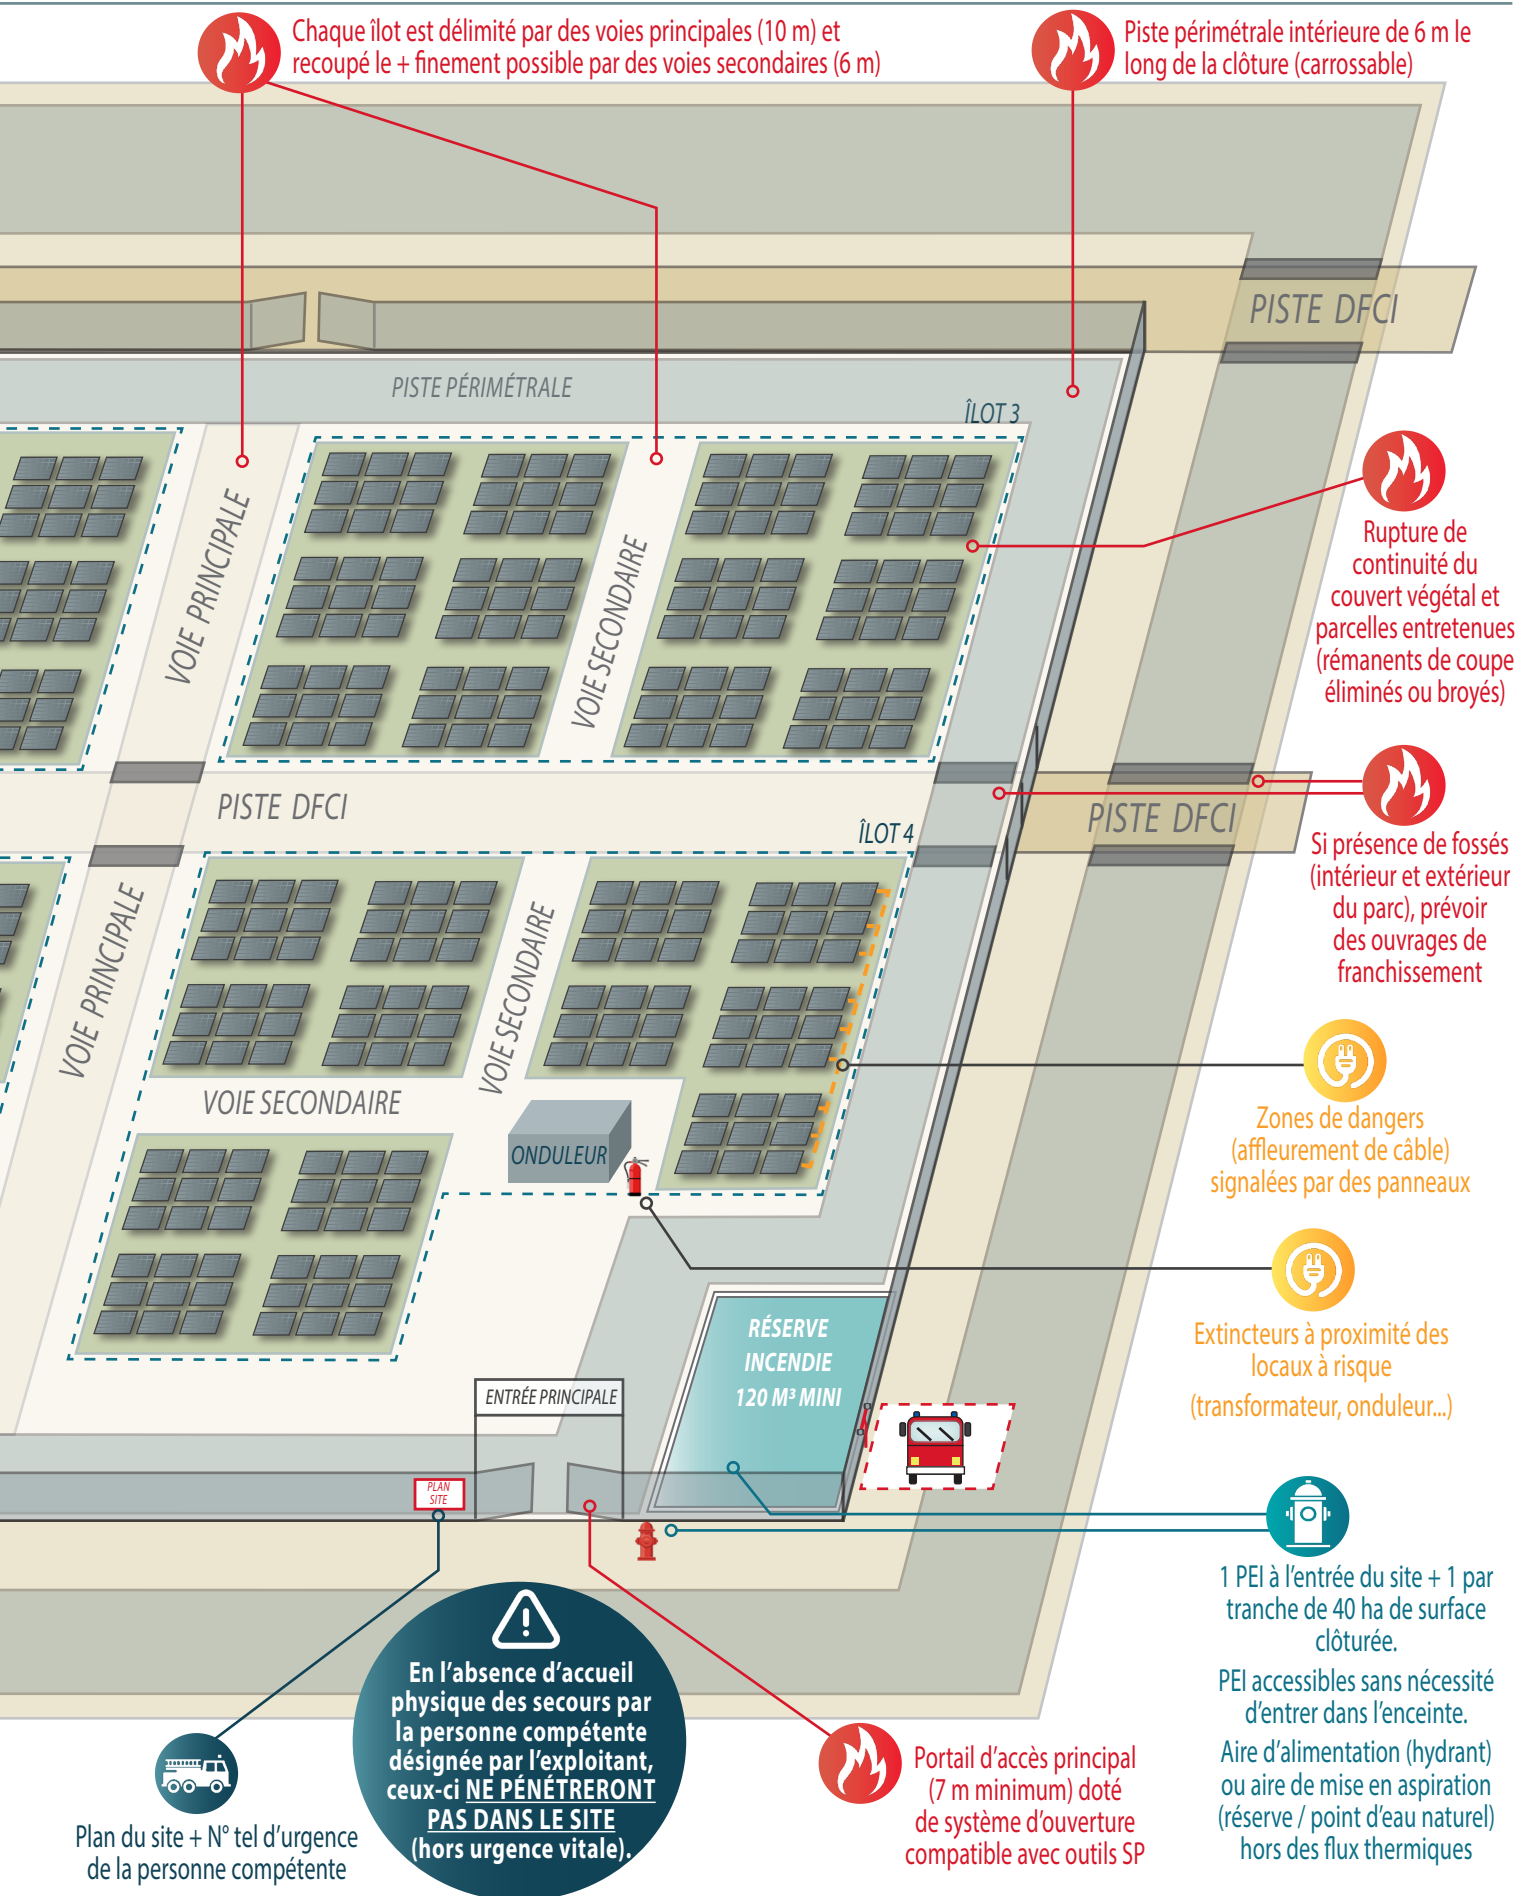 Chaque îlot est délimité par des voies principales (10 m) et
recoupé le + finement possible par des voies secondaires (6 m)
Piste périmétrale intérieure de 6 m le
long de la clôture (carrossable)
PISTE DFCI
PISTE PÉRIMÉTRALE
ÎLOT 3
VOIE PRINCIPALE
VOIE SECONDAIRE
Rupture de
continuité du
couvert végétal et
parcelles entretenues
(rémanents de coupe
éliminés ou broyés)
PISTE DFCI
PISTE DFCI
ÎLOT 4
Si présence de fossés
(intérieur et extérieur
du parc), prévoir
des ouvrages de
franchissement
VOIE PRINCIPALE
VOIE SECONDAIRE
VOIE SECONDAIRE
ONDULEUR
Zones de dangers
(affleurement de câble)
signalées par des panneaux
Extincteurs à proximité des
locaux à risque
(transformateur, onduleur...)
RÉSERVE
INCENDIE
120 M³ MINI
ENTRÉE PRINCIPALE
PLAN
SITE
1 PEI à l'entrée du site + 1 par
tranche de 40 ha de surface
clôturée.
PEI accessibles sans nécessité
d'entrer dans l'enceinte.
Aire d'alimentation (hydrant)
ou aire de mise en aspiration
(réserve / point d'eau naturel)
hors des flux thermiques
En l'absence d'accueil
physique des secours par
la personne compétente
désignée par l'exploitant,
ceux-ci NE PÉNÉTRERONT
PAS DANS LE SITE
(hors urgence vitale).
Portail d'accès principal
(7 m minimum) doté
de système d'ouverture
compatible avec outils SP
Plan du site + N° tel d'urgence
de la personne compétente